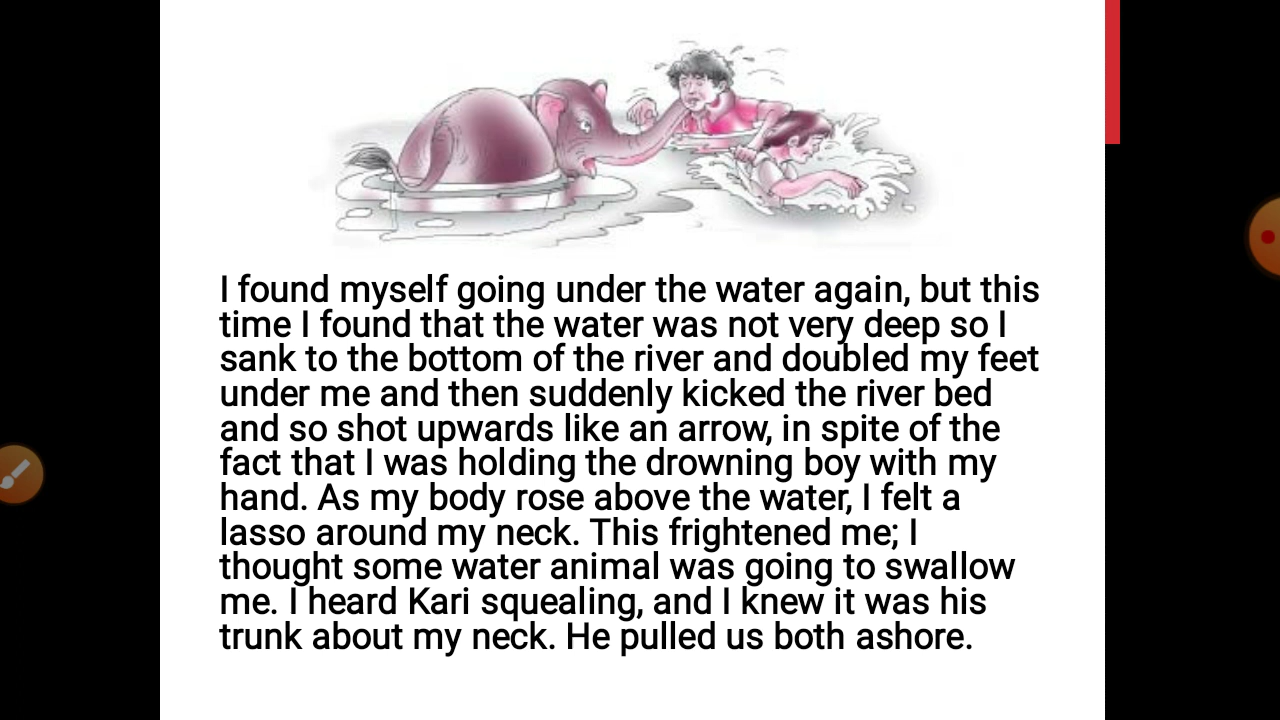 I found myself going under the water again, but this
time I found that the water was not very deep so I
sank to the bottom of the river and doubled my feet
under me and then suddenly kicked the river bed
and so shot upwards like an arrow, in spite of the
fact that I was holding the drowning boy with my
hand. As my body rose above the water, I felt a
lasso around my neck. This frightened me; I
thought some water animal was going to swallow
me. I heard Kari squealing, and I knew it was his
trunk about my neck. He pulled us both ashore.